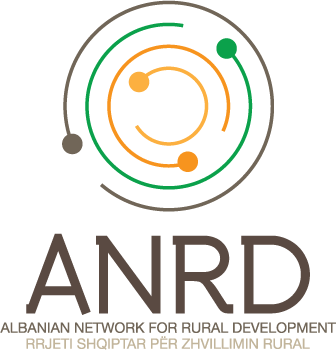 ANRD
ALBANIAN NETWORK FOR RURAL DEVELOPMENT
RRJETI SHQIPTAR PËR ZHVILLIMIN RURAL